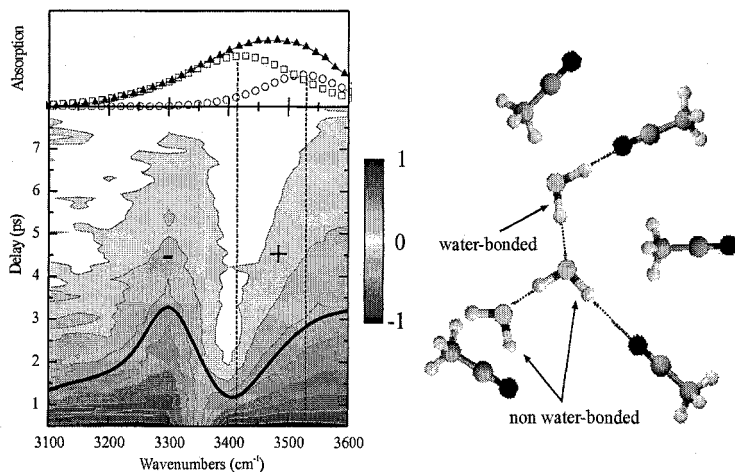 Absorption
Delay (ps)
7
6
5
4
3
2
1
-
+
3100 3200 3300 3400 3500 3600
Wavenumbers (cm⁻¹)
1
0
-1
water-bonded
non water-bonded